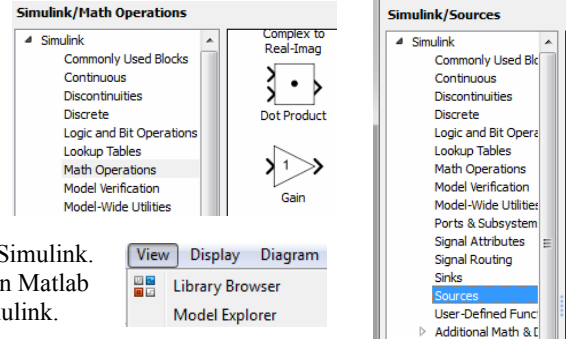 Simulink/Math Operations
Simulink
Commonly Used Blocks
Continuous
Discontinuities
Discrete
Logic and Bit Operations
Lookup Tables
Math Operations
Model Verification
Model-Wide Utilities
Complex to
Real-Imag
Dot Product
1
Gain
Simulink.
n Matlab
ulink.
View Display Diagram
Library Browser
Model Explorer
Simulink/Sources
Simulink
Commonly Used Blc
Continuous
Discontinuities
Discrete
Logic and Bit Opera
Lookup Tables
Math Operations
Model Verification
Model-Wide Utilities
Ports & Subsystem
Signal Attributes
Signal Routing
Sinks
Sources
User-Defined Func
Additional Math & D